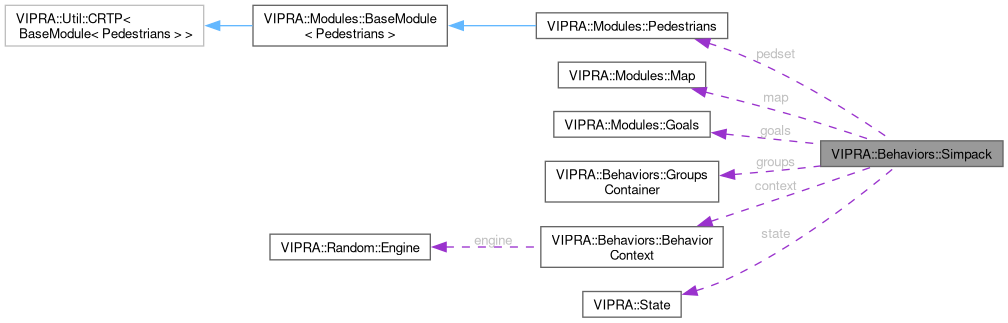 VIPRA::Util::CRTP<
BaseModule< Pedestrians > >
VIPRA::Modules::BaseModule
< Pedestrians >
VIPRA::Modules::Pedestrians
pedset
VIPRA::Modules::Map
map
VIPRA::Modules::Goals
goals
VIPRA::Behaviors::Simpack
VIPRA::Behaviors::Groups
Container
groups
context
VIPRA::Random::Engine
engine
VIPRA::Behaviors::Behavior
Context
state
VIPRA::State